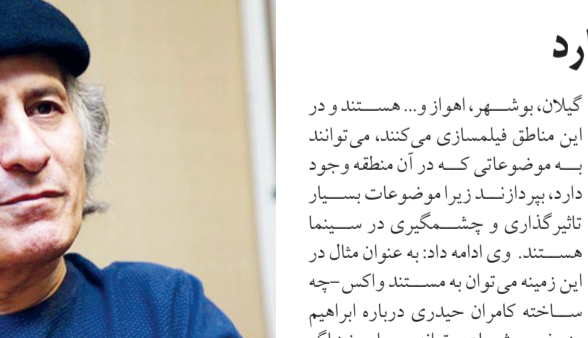 گیلان، بوشهر، اهواز و... هستند و در
این مناطق فیلمسازی می‌کنند، می‌توانند
به موضوعاتی که در آن منطقه وجود
دارد، بپردازند زیرا موضوعات بسیار
تاثیرگذاری و چشمگیری در سینما
هستند. وی ادامه داد: به عنوان مثال در
این زمینه می‌توان به مستند واکس-چه
ساخته کامران حیدری درباره ابراهیم